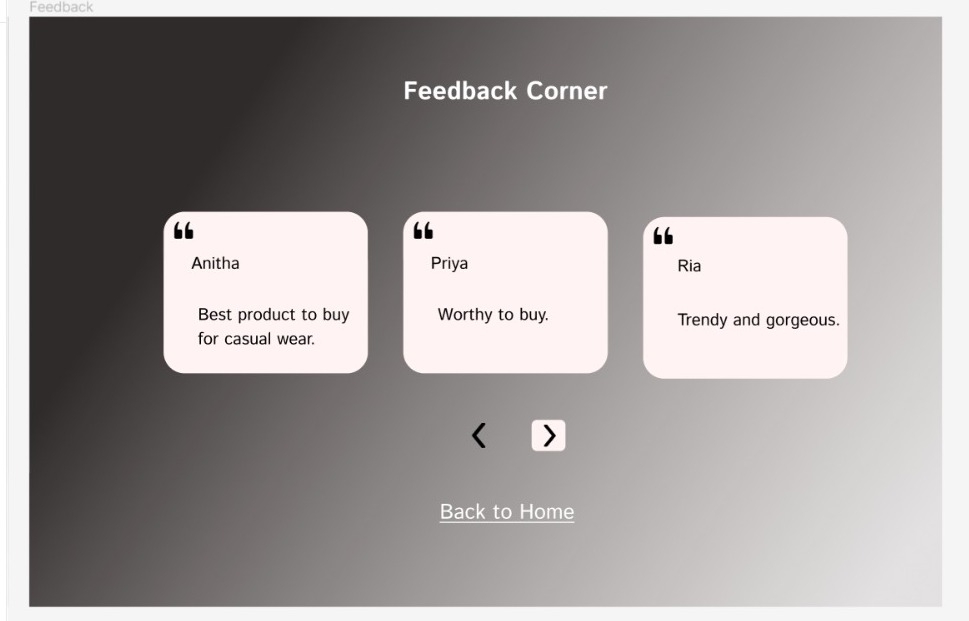 Feedback
Feedback Corner
“
Anitha
Best product to buy
for casual wear.
“
Priya
Worthy to buy.
“
Ria
Trendy and gorgeous.
Back to Home